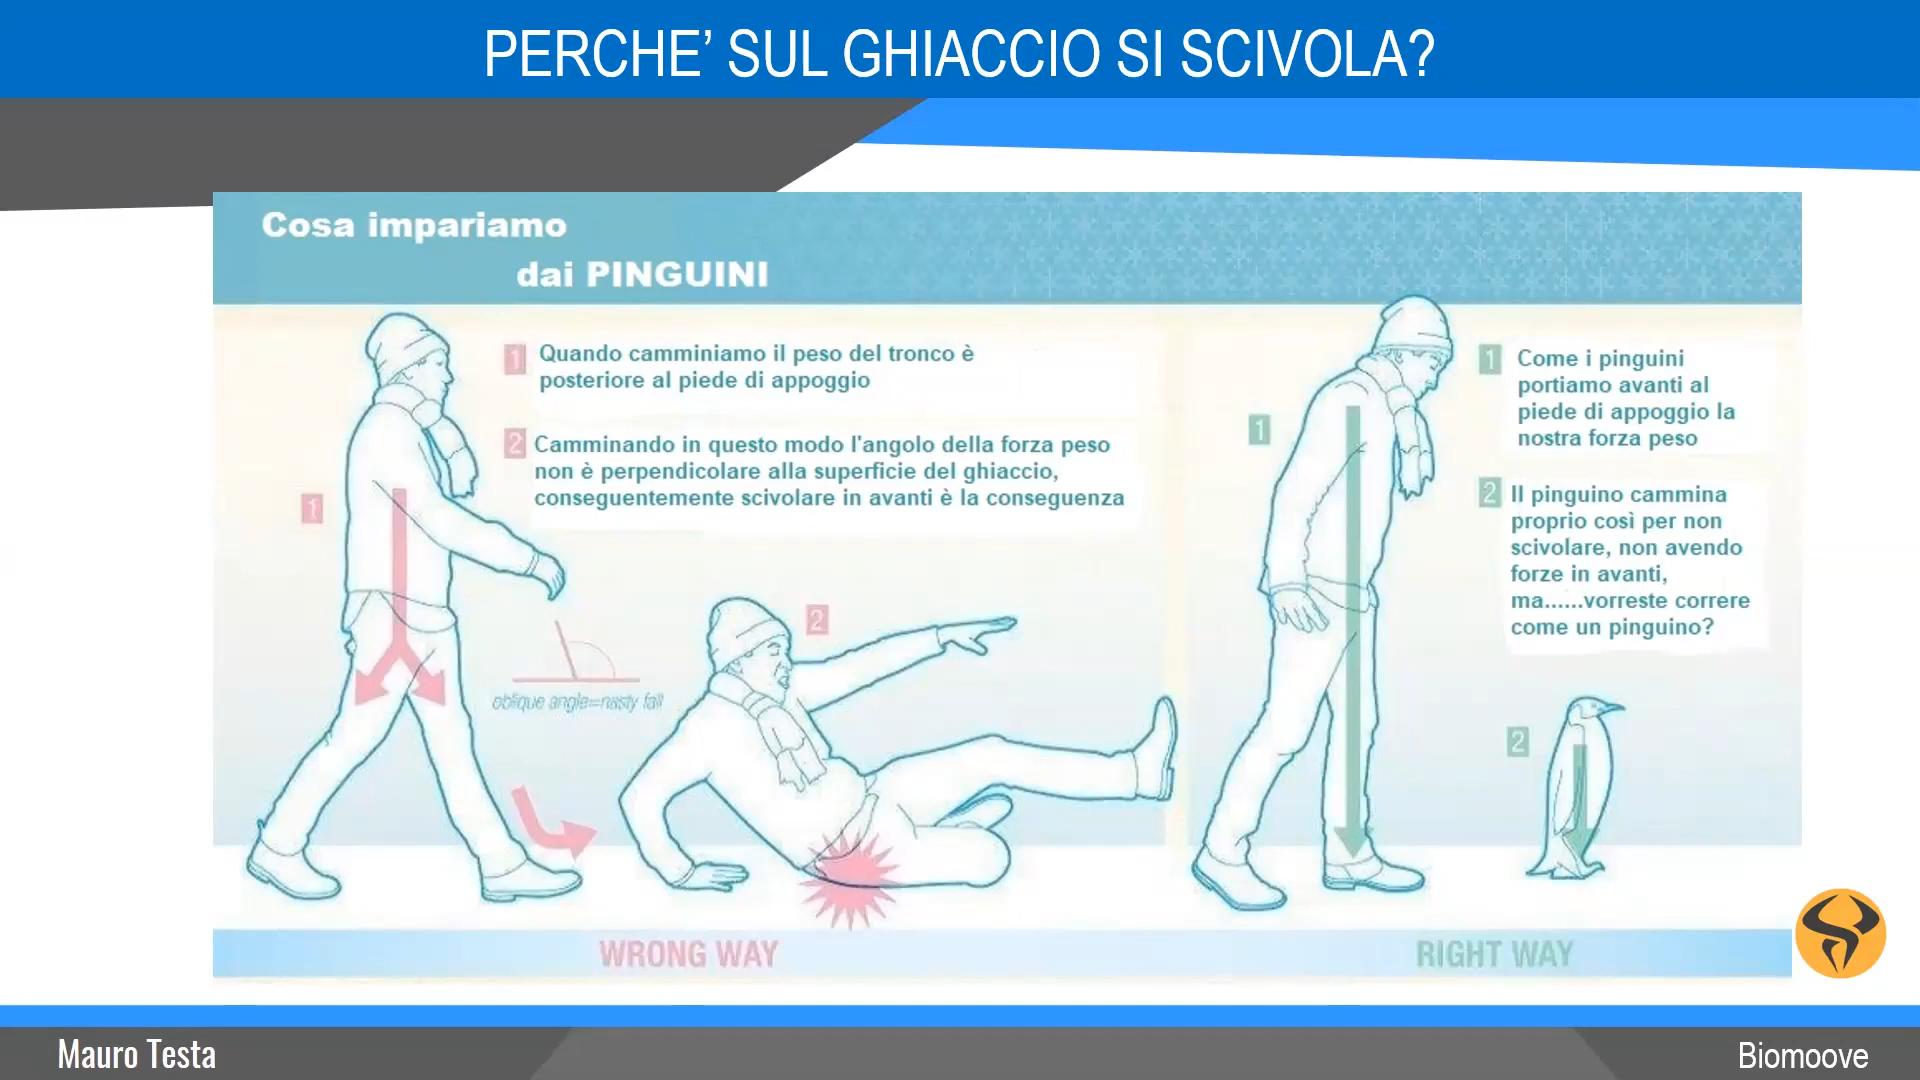 PERCHE’ SUL GHIACCIO SI SCIVOLA?
Cosa impariamo
dai PINGUINI
1 Quando camminiamo il peso del tronco è
posteriore al piede di appoggio
2 Camminando in questo modo l'angolo della forza peso
non è perpendicolare alla superficie del ghiaccio,
conseguentemente scivolare in avanti è la conseguenza
1
2
oblique angle=nasty fall
WRONG WAY
1
1 Come i pinguini
portiamo avanti al
piede di appoggio la
nostra forza peso
2 Il pinguino cammina
proprio così per non
scivolare, non avendo
forze in avanti,
ma......vorreste correre
come un pinguino?
2
RIGHT WAY
Mauro Testa
Biomoove